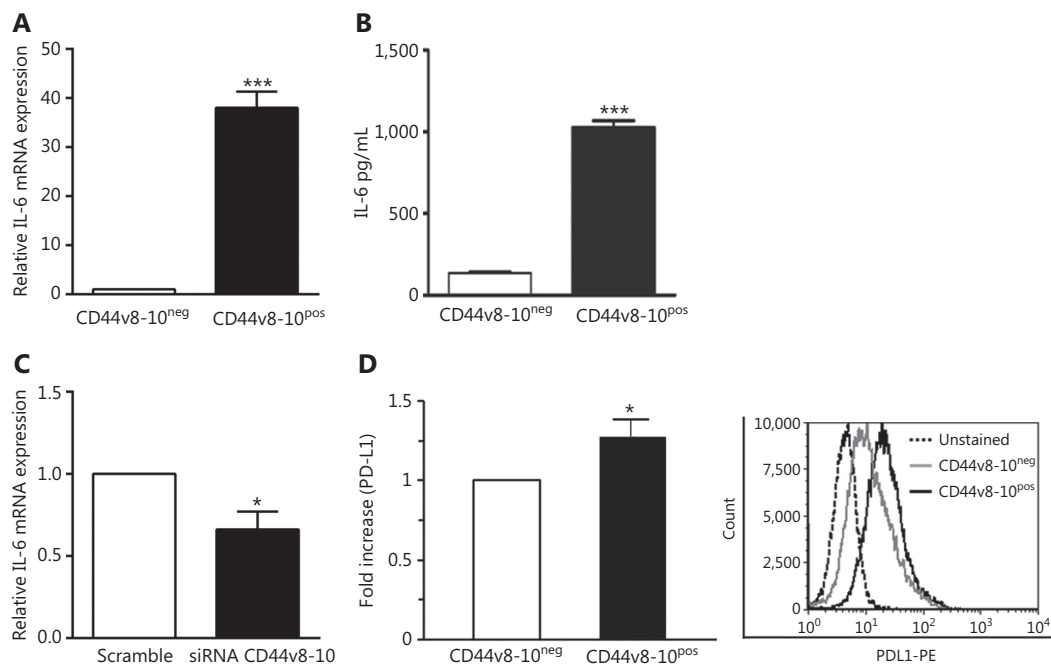 A
Relative IL-6 mRNA expression
50
40
30
20
10
0
***
CD44v8-10neg
CD44v8-10pos
B
IL-6 pg/mL
1,500
1,000
500
0
***
CD44v8-10neg
CD44v8-10pos
C
Relative IL-6 mRNA expression
1.5
1.0
0.5
0.0
*
Scramble
siRNA CD44v8-10
D
Fold increase (PD-L1)
1.5
1
0.5
0
*
CD44v8-10neg
CD44v8-10pos
Count
10,000
7,500
5,000
2,500
0
Unstained
CD44v8-10neg
CD44v8-10pos
10⁰
10¹
10²
10³
10⁴
PDL1-PE